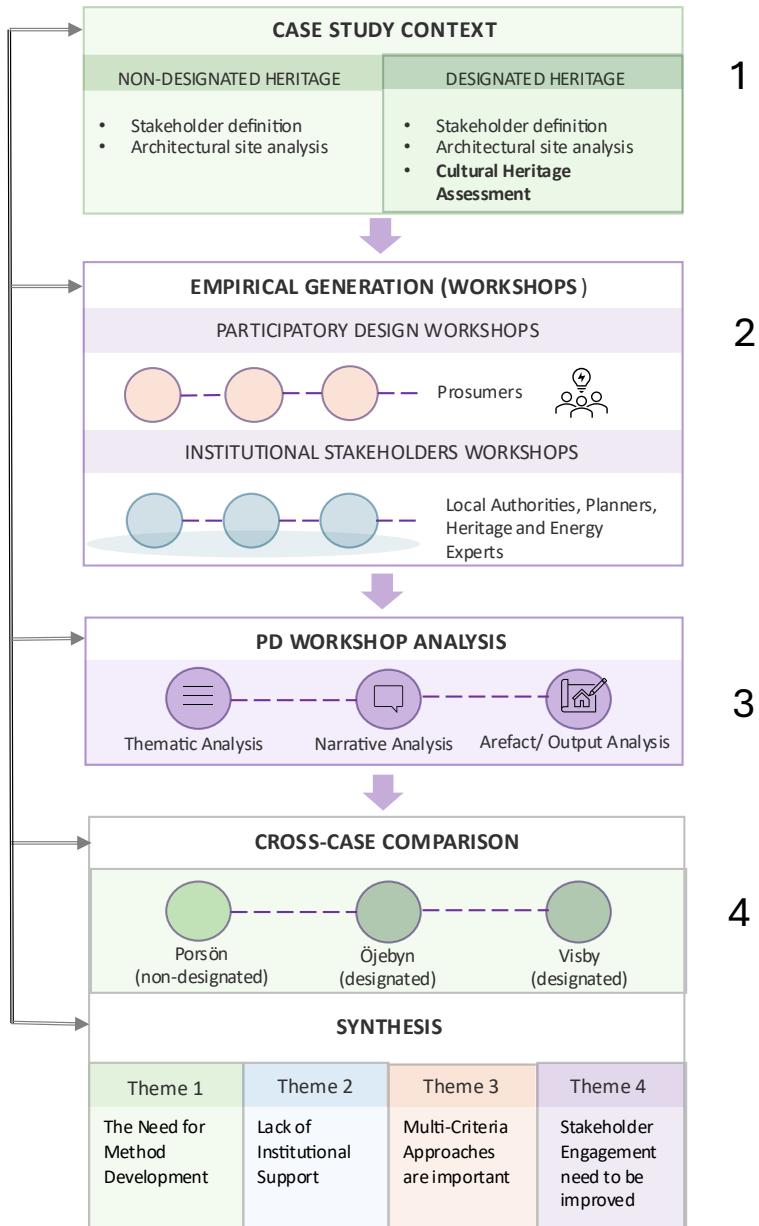 CASE STUDY CONTEXT
1
NON-DESIGNATED HERITAGE
• Stakeholder definition
• Architectural site analysis
DESIGNATED HERITAGE
• Stakeholder definition
• Architectural site analysis
• Cultural Heritage
Assessment
EMPIRICAL GENERATION (WORKSHOPS)
2
PARTICIPATORY DESIGN WORKSHOPS
Prosumers
INSTITUTIONAL STAKEHOLDERS WORKSHOPS
Local Authorities, Planners,
Heritage and Energy
Experts
PD WORKSHOP ANALYSIS
3
Thematic Analysis
Narrative Analysis
Arefact/ Output Analysis
CROSS-CASE COMPARISON
4
Porsön
(non-designated)
Öjebyn
(designated)
Visby
(designated)
SYNTHESIS
Theme 1
The Need for
Method
Development
Theme 2
Lack of
Institutional
Support
Theme 3
Multi-Criteria
Approaches
are important
Theme 4
Stakeholder
Engagement
need to be
improved